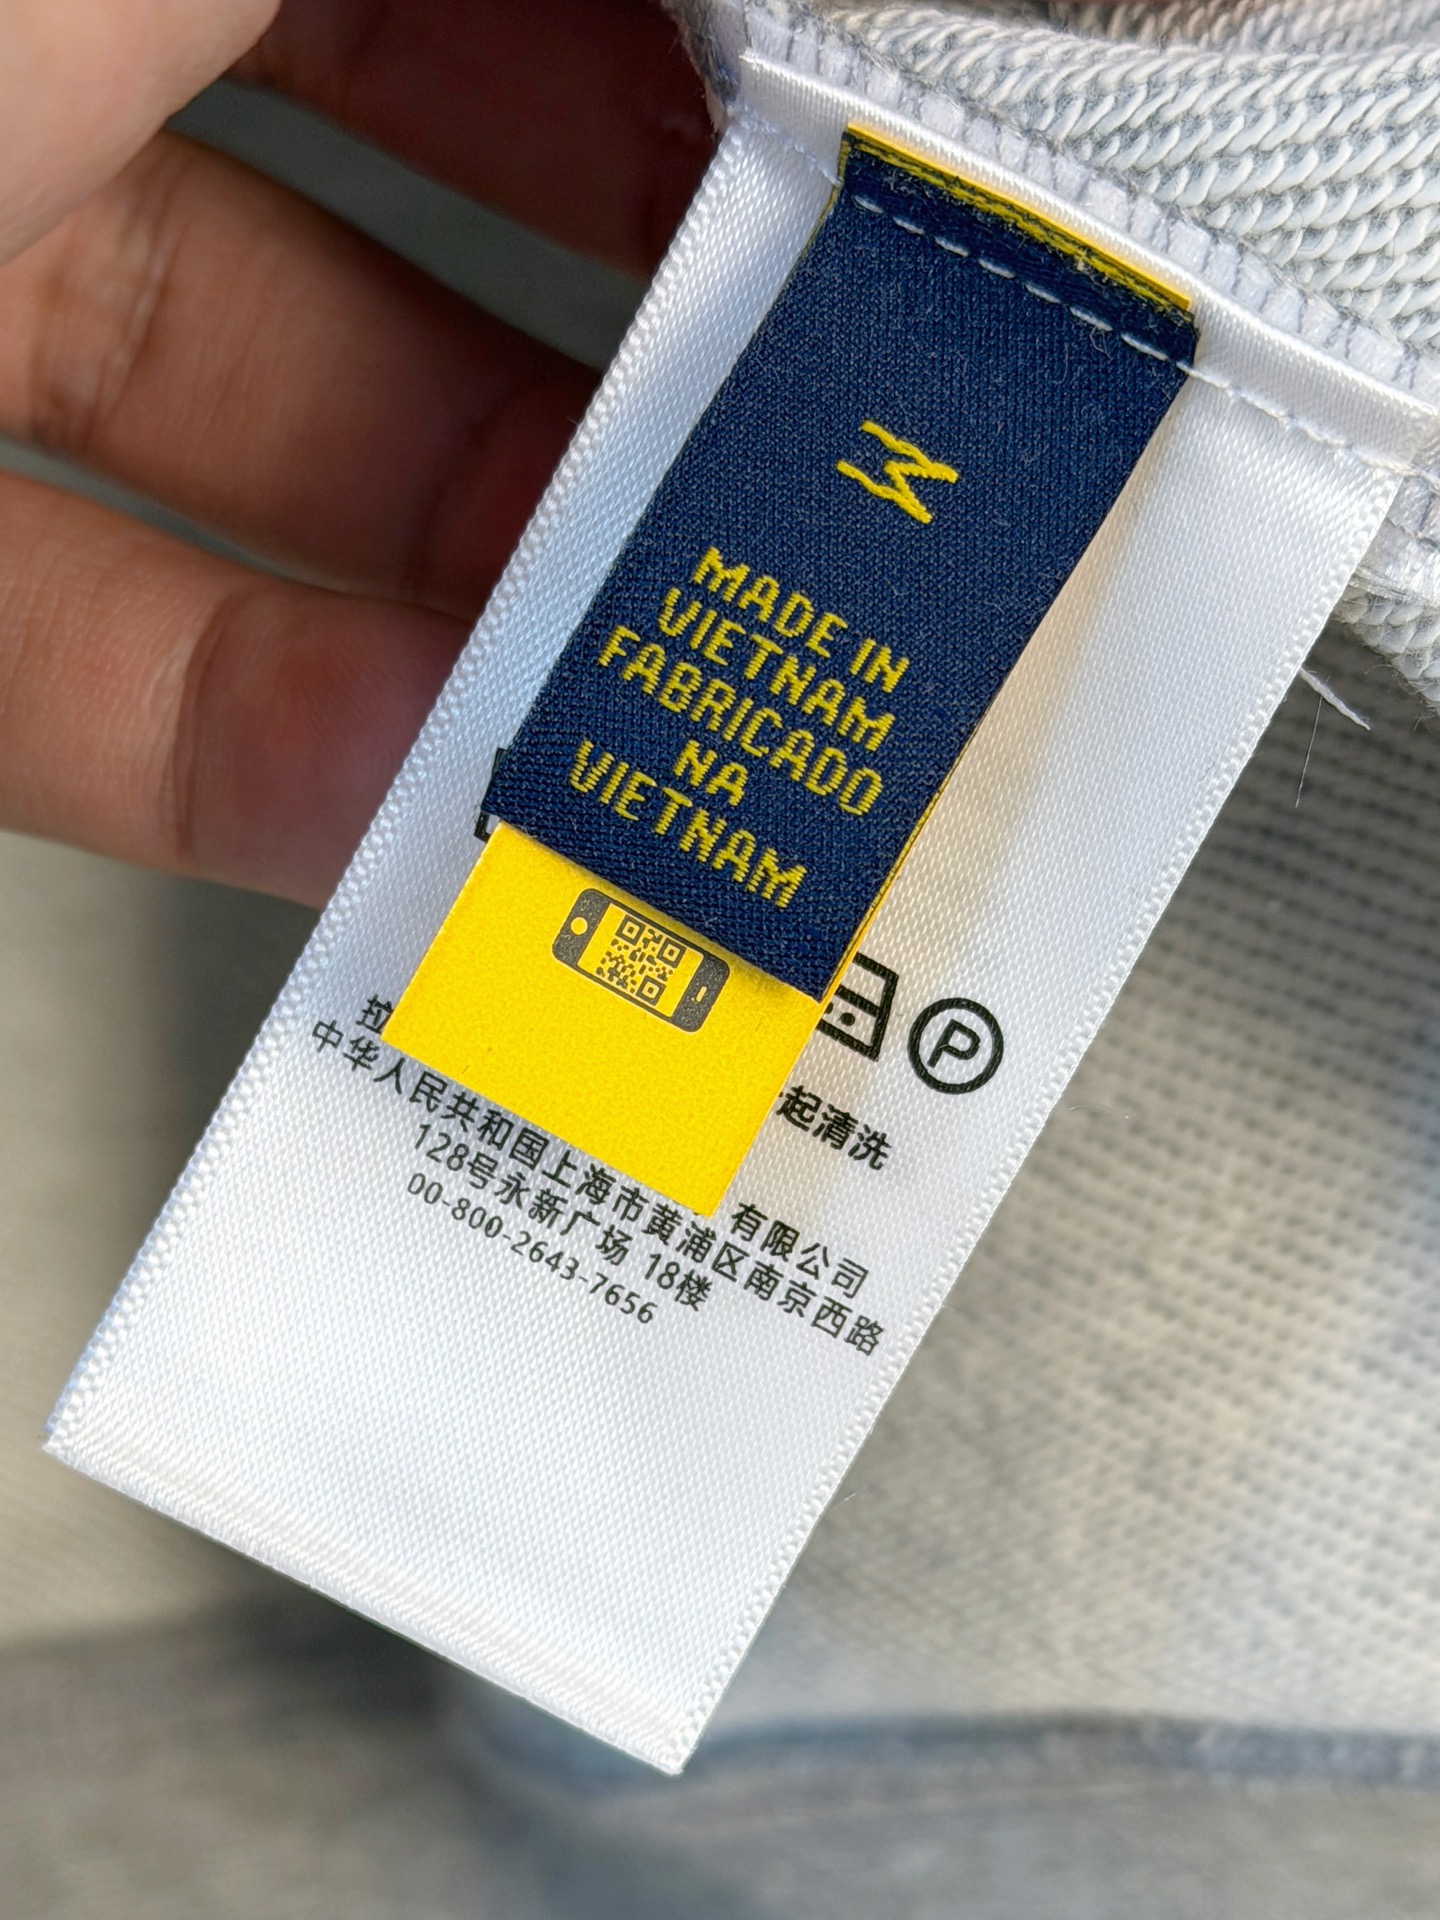 M
MADE IN
VIETNAM
FABRICADO
NA
VIETNAM
P
拉
起清洗
有限公司
中华人民共和国上海市黄浦区南京西路
128号永新广场 18楼
00-800-2643-7656